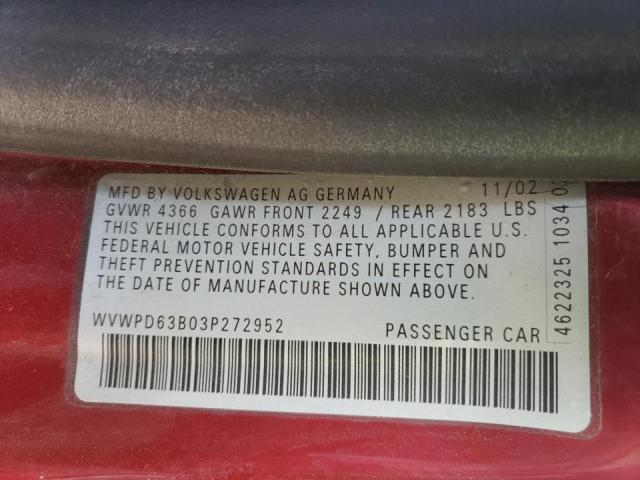 MFD BY VOLKSWAGEN AG GERMANY 11/02
GVWR 4366 GAWR FRONT 2249 / REAR 2183 LBS
THIS VEHICLE CONFORMS TO ALL APPLICABLE U.S.
FEDERAL MOTOR VEHICLE SAFETY, BUMPER AND
THEFT PREVENTION STANDARDS IN EFFECT ON
THE DATE OF MANUFACTURE SHOWN ABOVE.
WVWPD63B03P272952 PASSENGER CAR
4622325 1034 03